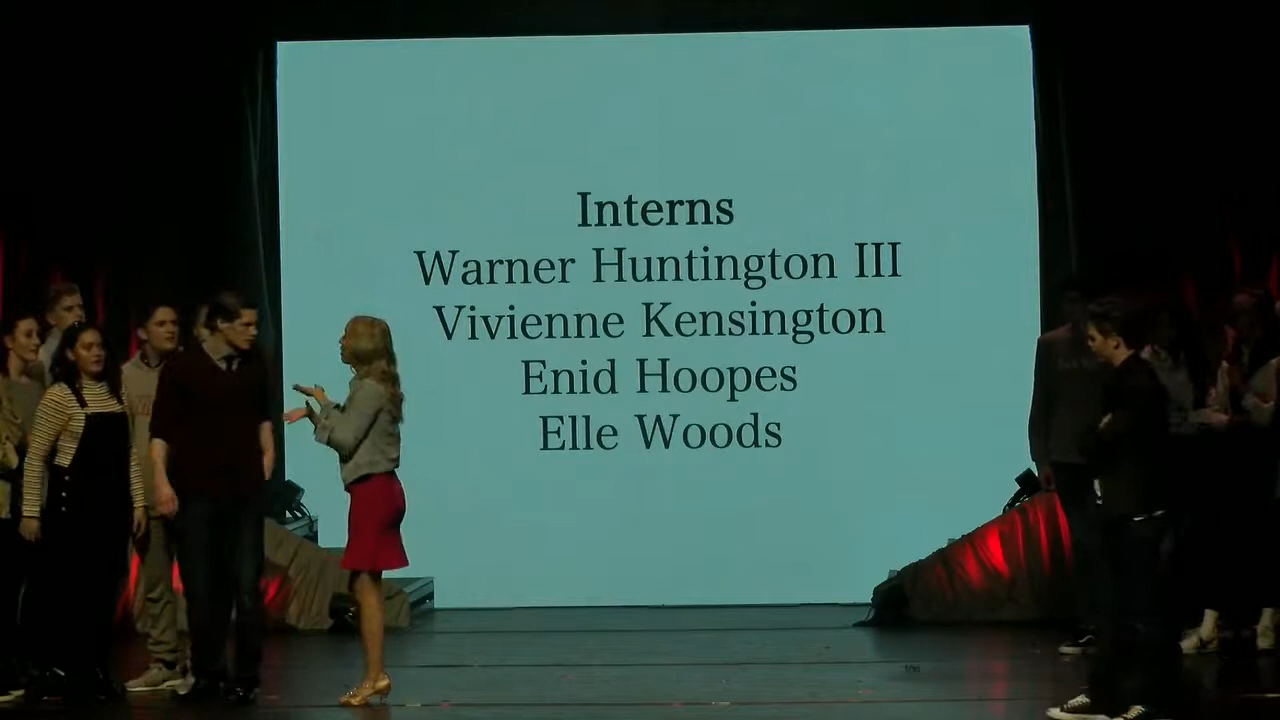 Interns
Warner Huntington III
Vivienne Kensington
Enid Hoopes
Elle Woods